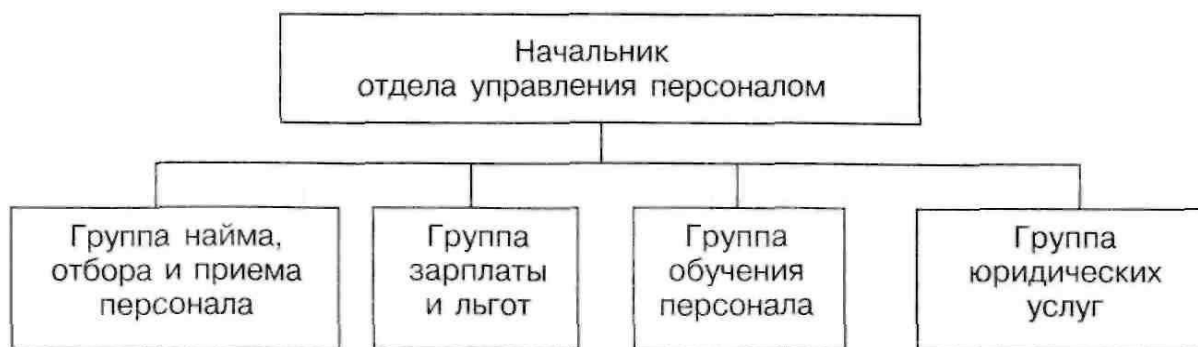 Начальник
отдела управления персоналом
Группа найма,
отбора и приема
персонала
Группа
зарплаты
и льгот
Группа
обучения
персонала
Группа
юридических
услуг